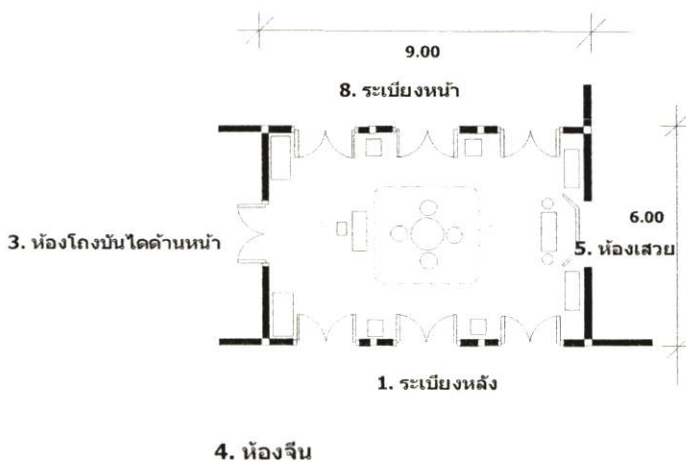 9.00
8. ระเบียงหน้า
6.00
3. ห้องโถงบันไดด้านหน้า
5. ห้องเสวย
1. ระเบียงหลัง
4. ห้องจีน